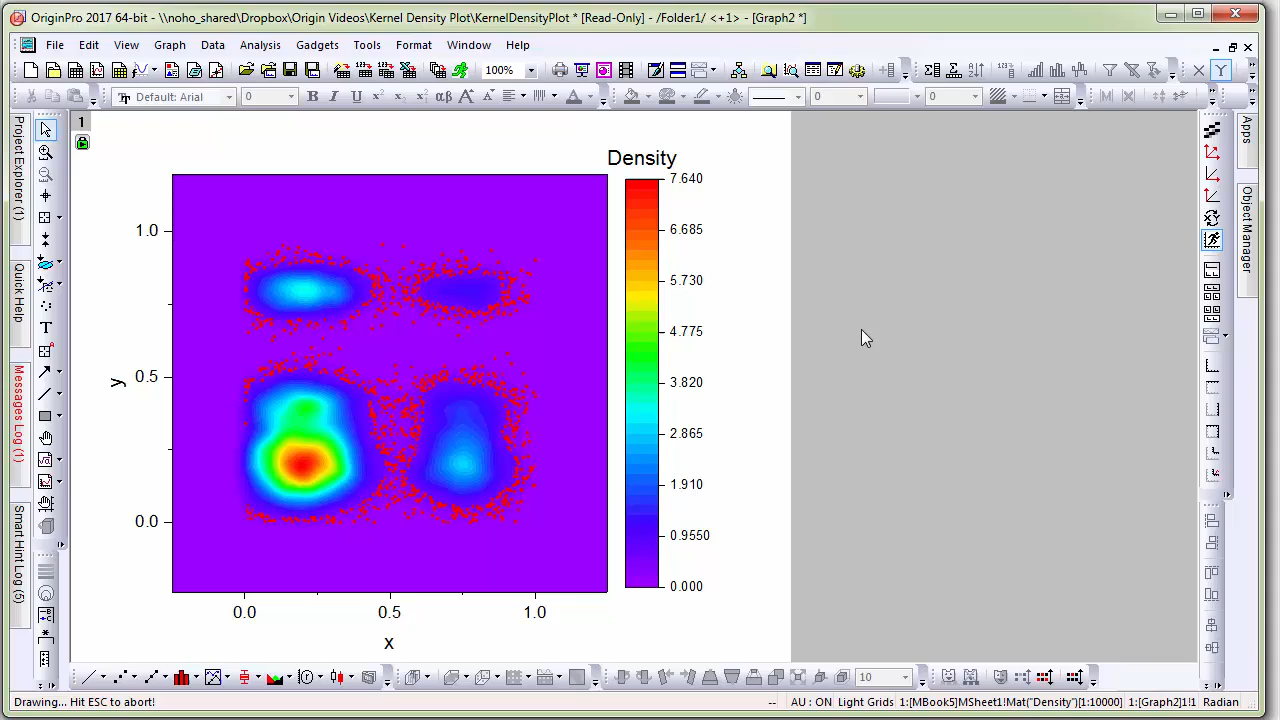 OriginPro 2017 64-bit - \\noho_shared\Dropbox\Origin Videos\Kernel Density Plot\KernelDensityPlot * [Read-Only] - /Folder1/ <+1> - [Graph2 *]
File Edit View Graph Data Analysis Gadgets Tools Format Window Help
100%
Default: Arial 0 B I U αβ A A A 0 0
1
Project Explorer (1)
Quick Help
Messages Log (1)
Smart Hint Log (5)
Apps
Object Manager
Density
7.640
6.685
5.730
4.775
3.820
2.865
1.910
0.9550
0.000
1.0
0.5
0.0
y
0.0 0.5 1.0
x
10
Drawing... Hit ESC to abort! -- AU : ON Light Grids 1:[MBook5]MSheet1!Mat("Density")[1:10000] 1:[Graph2]1!1 Radian